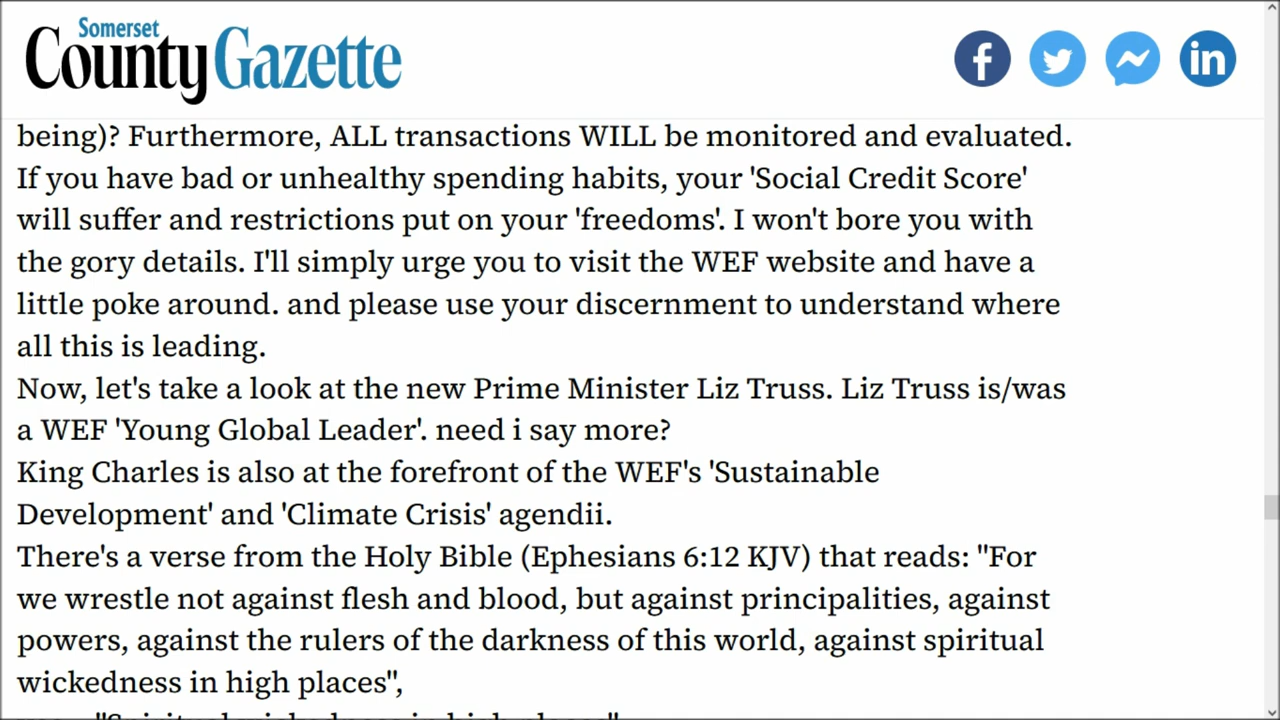 Somerset
County Gazette
being)? Furthermore, ALL transactions WILL be monitored and evaluated.
If you have bad or unhealthy spending habits, your 'Social Credit Score'
will suffer and restrictions put on your 'freedoms'. I won't bore you with
the gory details. I'll simply urge you to visit the WEF website and have a
little poke around. and please use your discernment to understand where
all this is leading.
Now, let's take a look at the new Prime Minister Liz Truss. Liz Truss is/was
a WEF 'Young Global Leader'. need i say more?
King Charles is also at the forefront of the WEF's 'Sustainable
Development' and 'Climate Crisis' agendii.
There's a verse from the Holy Bible (Ephesians 6:12 KJV) that reads: "For
we wrestle not against flesh and blood, but against principalities, against
powers, against the rulers of the darkness of this world, against spiritual
wickedness in high places",
"Spiritual wickedness in high places"